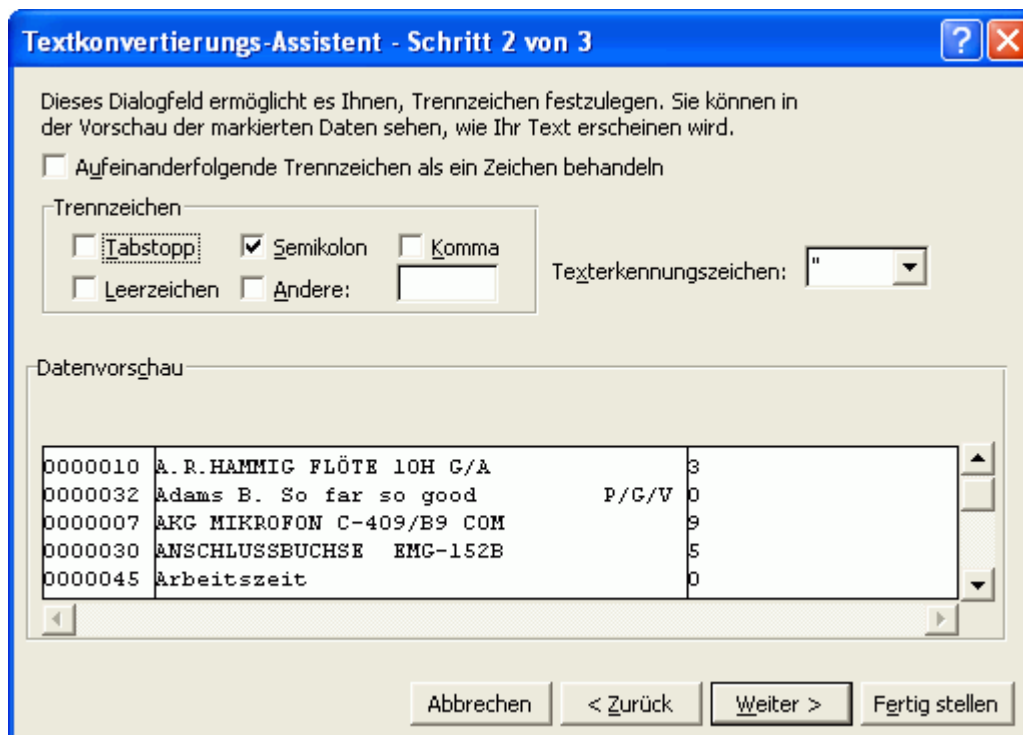 Textkonvertierungs-Assistent - Schritt 2 von 3
Dieses Dialogfeld ermöglicht es Ihnen, Trennzeichen festzulegen. Sie können in
der Vorschau der markierten Daten sehen, wie Ihr Text erscheinen wird.
Aufeinanderfolgende Trennzeichen als ein Zeichen behandeln
Trennzeichen
Tabstopp Semikolon Komma
Leerzeichen Andere:
Texterkennungszeichen: "
Datenvorschau
0000010 A.R.HAMMIG FLÖTE 10H G/A 3
0000032 Adams B. So far so good P/G/V 0
0000007 AKG MIKROFON C-409/B9 COM 9
0000030 ANSCHLUSSBUCHSE EMG-152B 5
0000045 Arbeitszeit 0
Abbrechen < Zurück Weiter > Fertig stellen